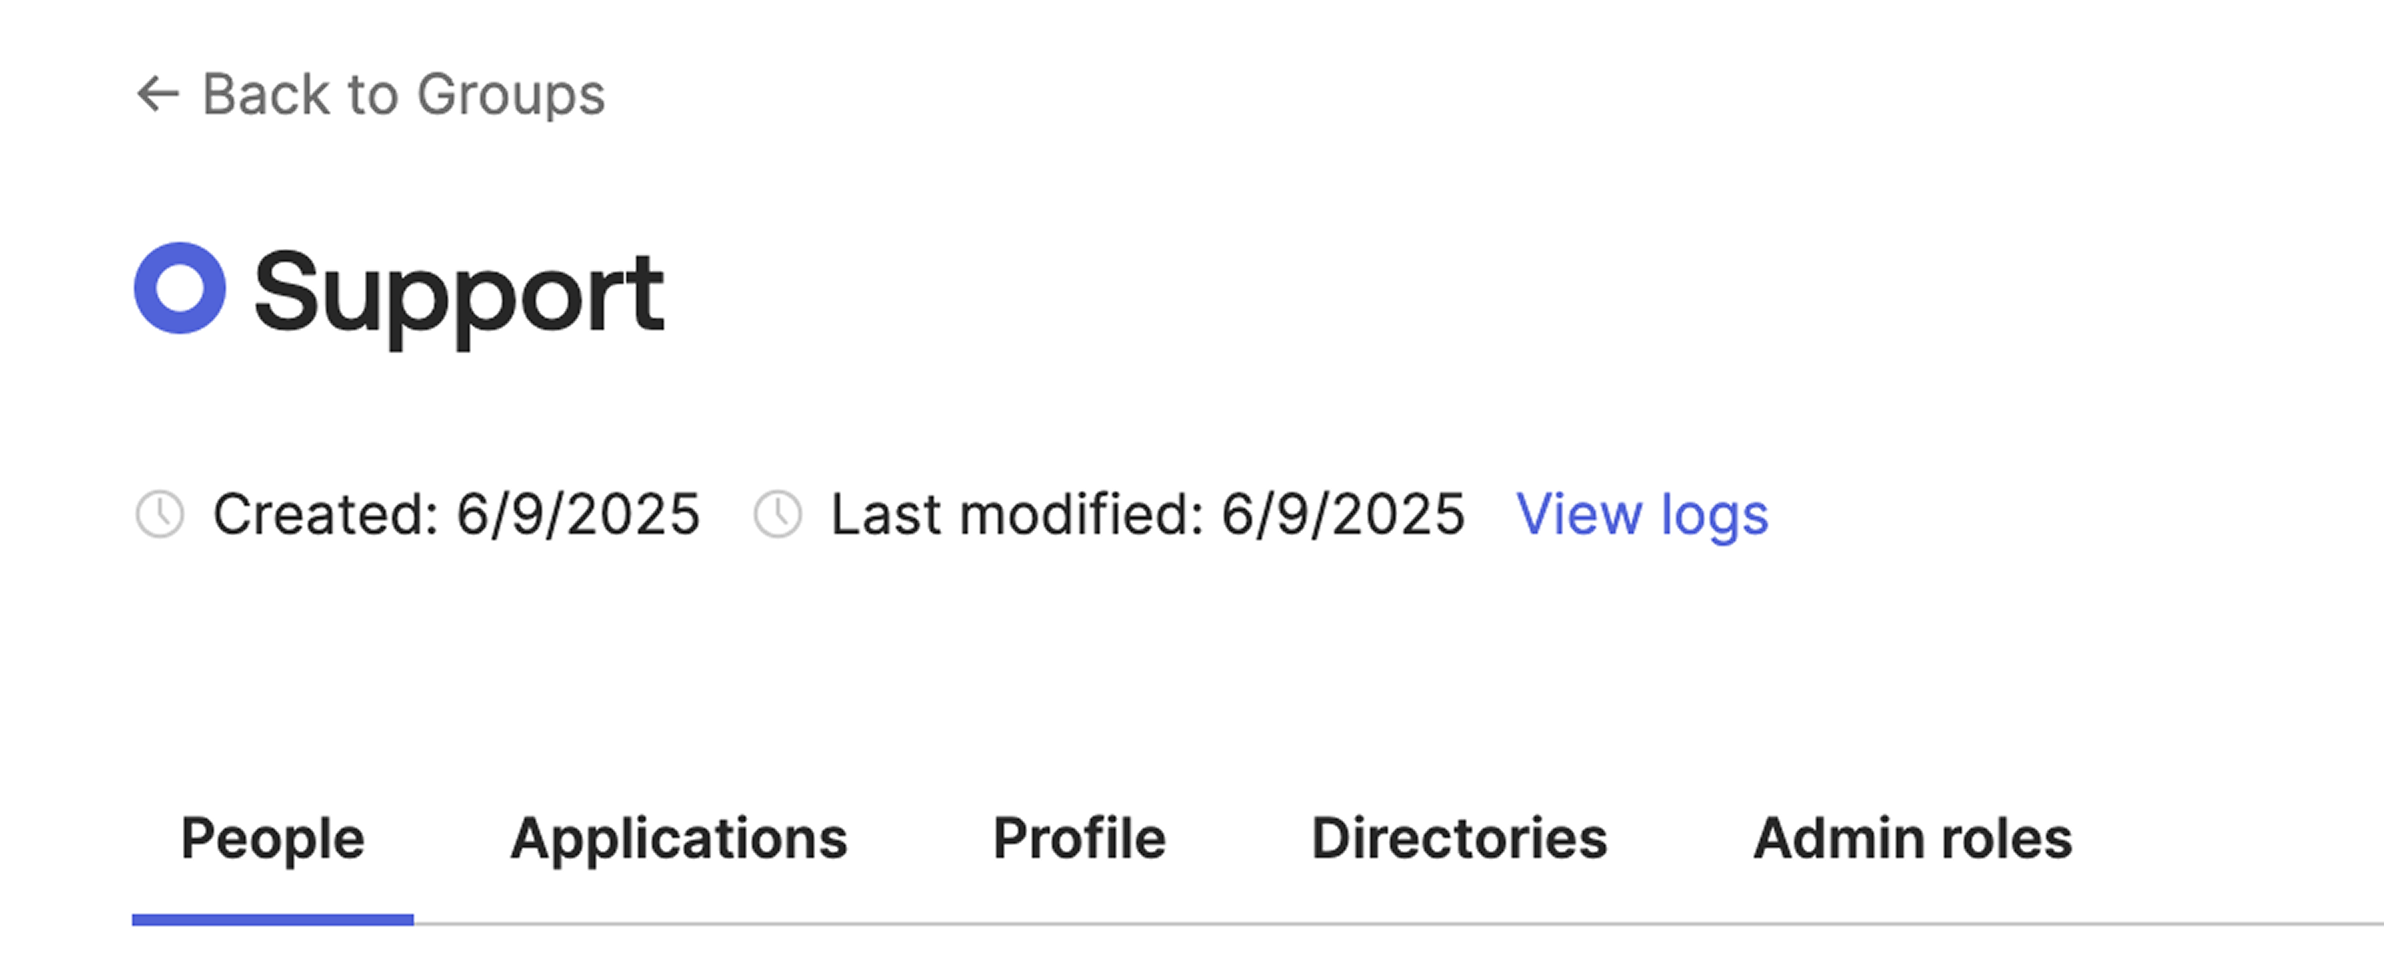 ← Back to Groups
Support
Created: 6/9/2025 Last modified: 6/9/2025 View logs
People Applications Profile Directories Admin roles